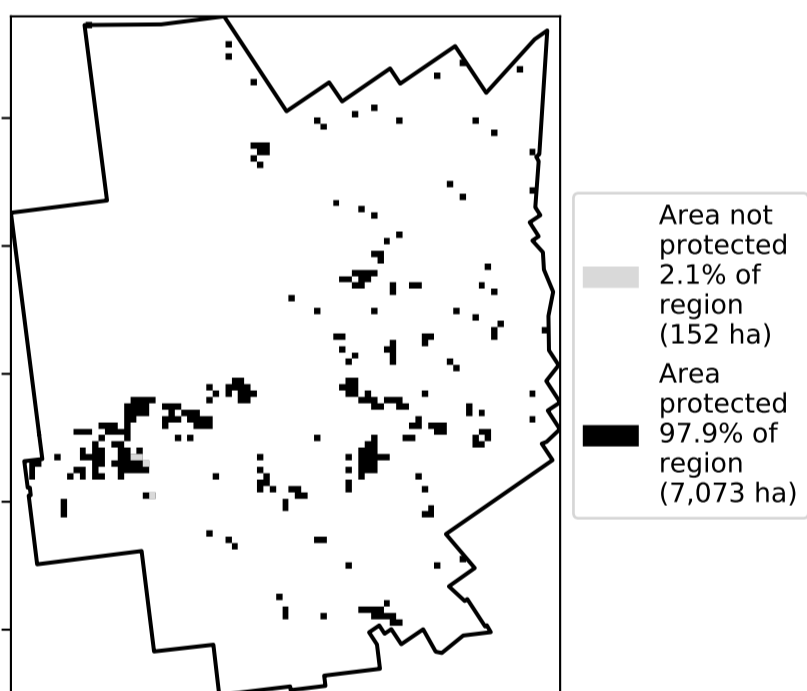 Area not
protected
2.1% of
region
(152 ha)
Area
protected
97.9% of
region
(7,073 ha)